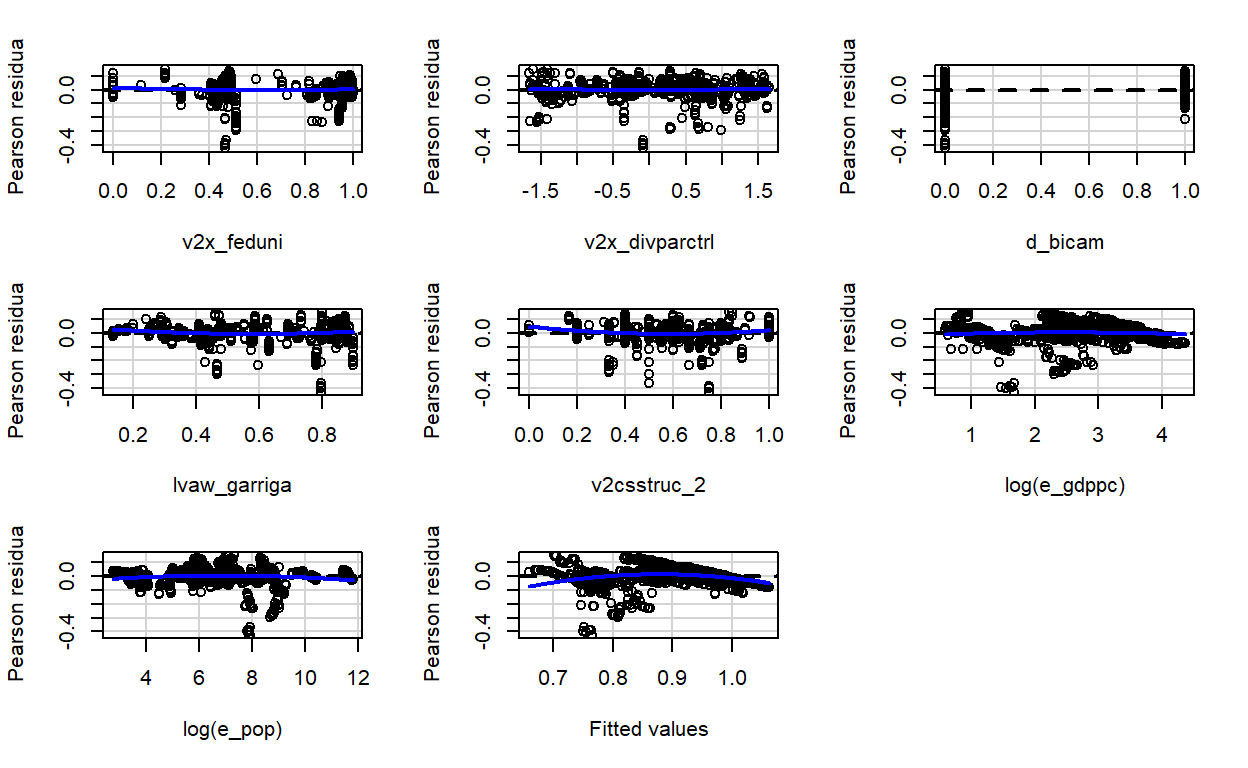 Pearson residua
0.0
-0.4
0.0 0.2 0.4 0.6 0.8 1.0
v2x_feduni
Pearson residua
0.0
-0.4
-1.5 -0.5 0.5 1.5
v2x_divparctrl
Pearson residua
0.0
-0.4
0.0 0.2 0.4 0.6 0.8 1.0
d_bicam
Pearson residua
0.0
-0.4
0.2 0.4 0.6 0.8
lvaw_garriga
Pearson residua
0.0
-0.4
0.0 0.2 0.4 0.6 0.8 1.0
v2csstruc_2
Pearson residua
0.0
-0.4
1 2 3 4
log(e_gdppc)
Pearson residua
0.0
-0.4
4 6 8 10 12
log(e_pop)
Pearson residua
0.0
-0.4
0.7 0.8 0.9 1.0
Fitted values